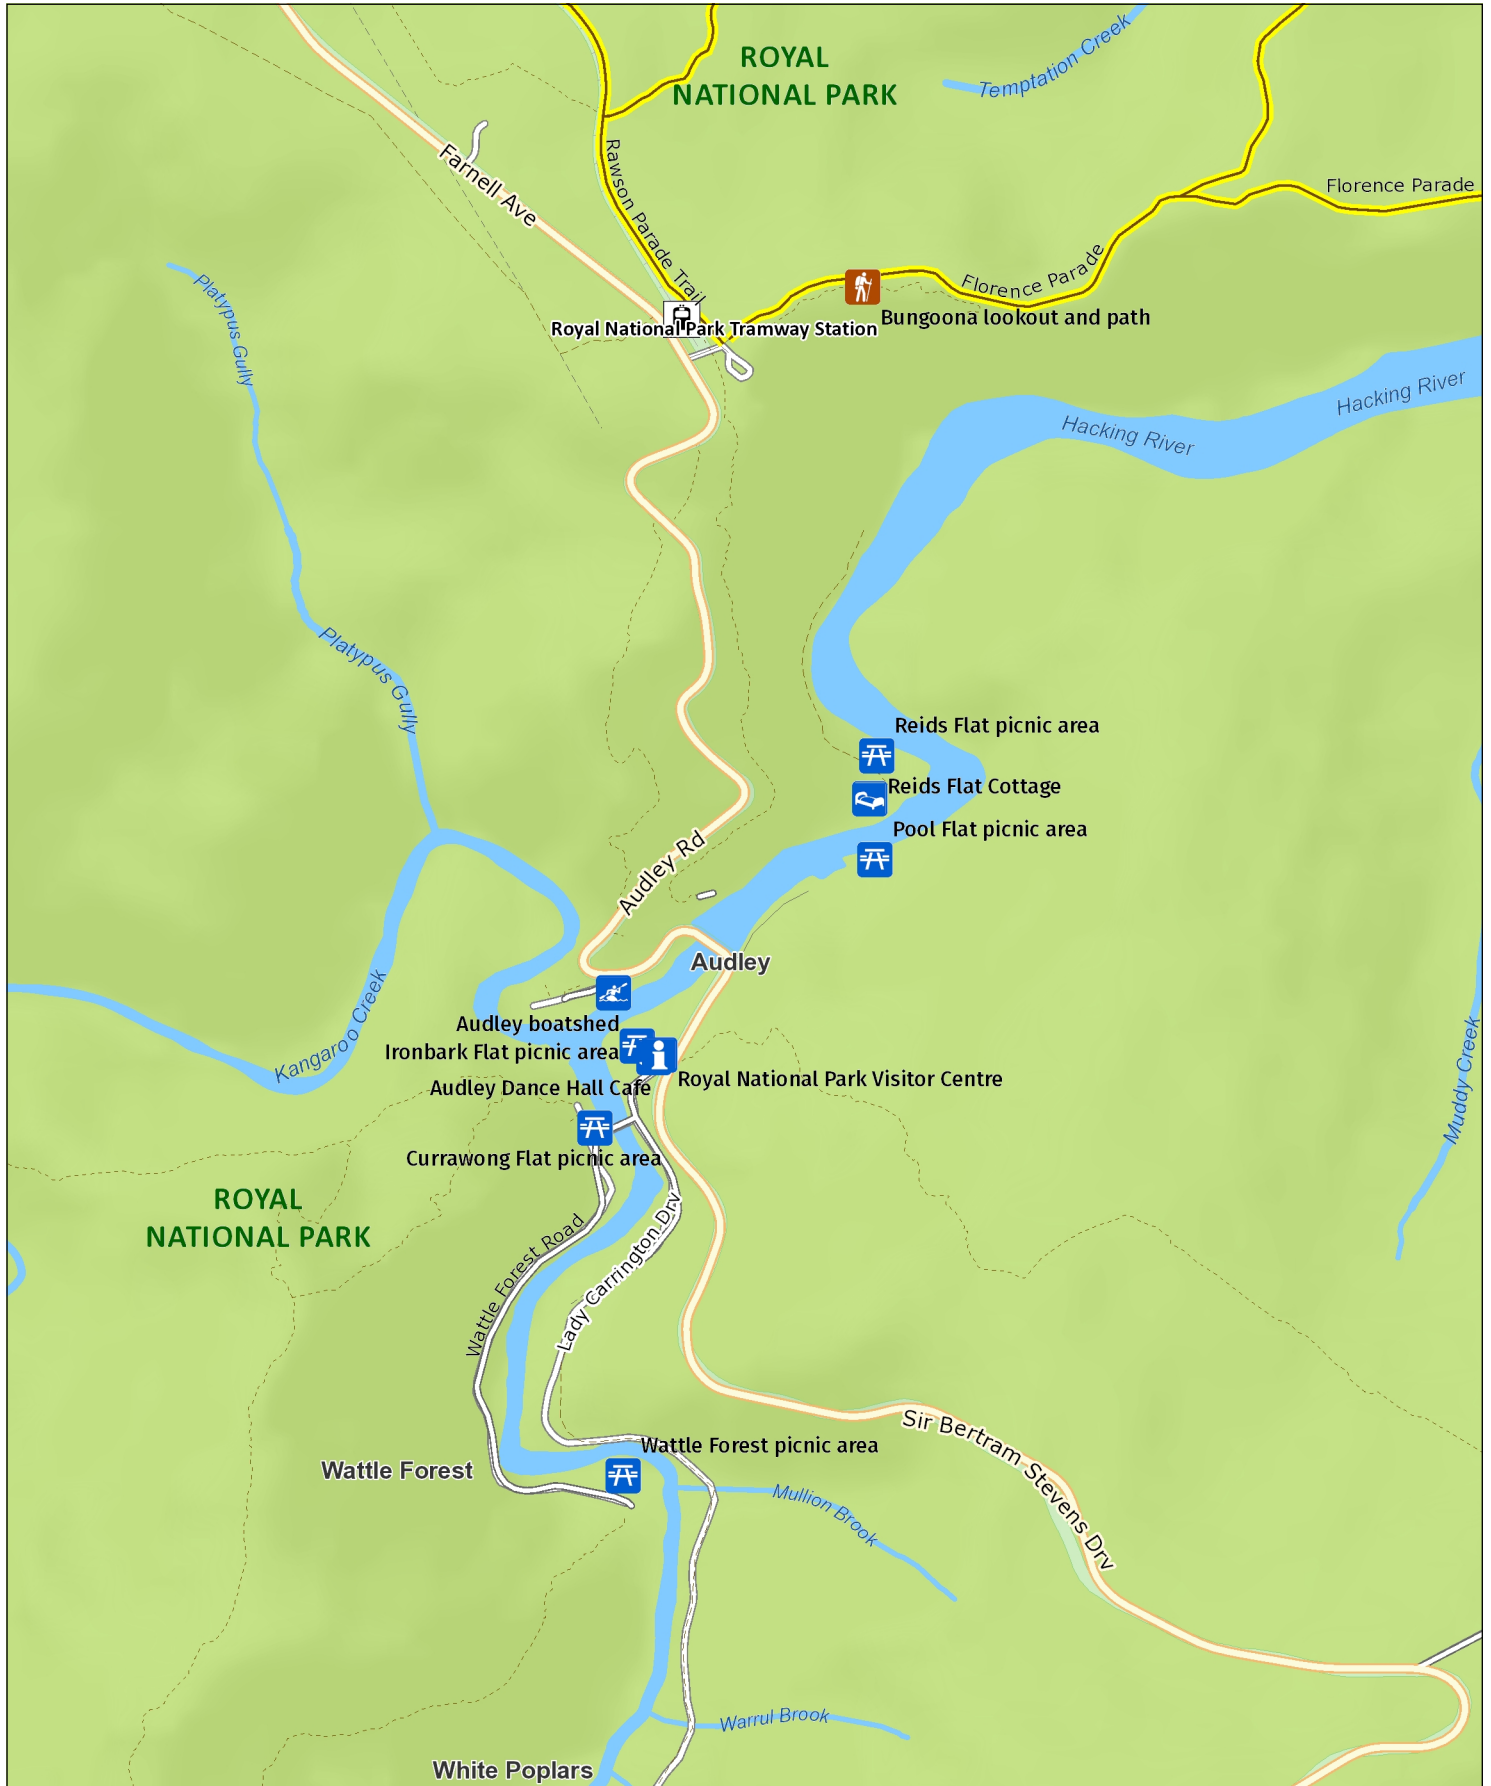 ROYAL
NATIONAL PARK
Temptation Creek
Farnell Ave
Rawson Parade Trail
Florence Parade
Florence Parade
Platypus Gully
Bungoona lookout and path
Royal National Park Tramway Station
Hacking River
Hacking River
Platypus Gully
Reids Flat picnic area
Reids Flat Cottage
Pool Flat picnic area
Audley Rd
Audley
Kangaroo Creek
Audley boatshed
Ironbark Flat picnic area
Royal National Park Visitor Centre
Audley Dance Hall Cafe
Muddy Creek
Currawong Flat picnic area
ROYAL
NATIONAL PARK
Wattle Forest Road
Lady Carrington Drv
Sir Bertram Stevens Drv
Wattle Forest picnic area
Wattle Forest
Mullion Brook
Warrul Brook
White Poplars